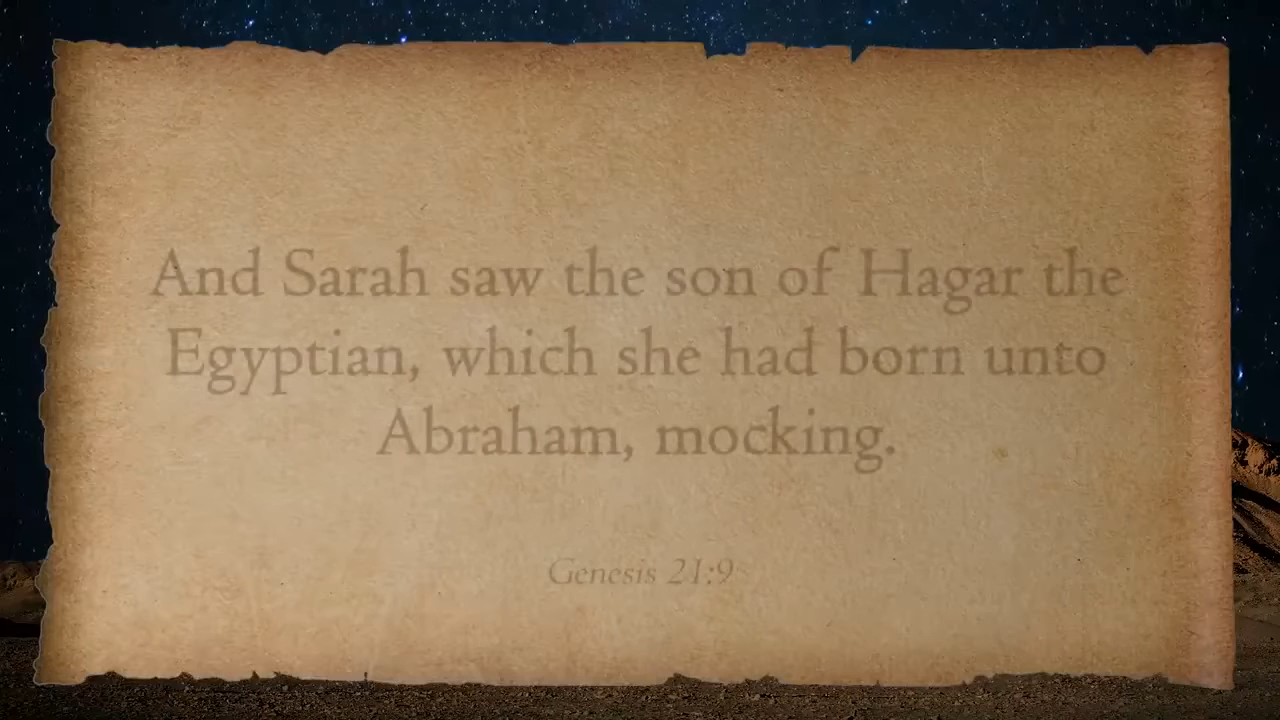 And Sarah saw the son of Hagar the
Egyptian, which she had born unto
Abraham, mocking.
Genesis 21:9